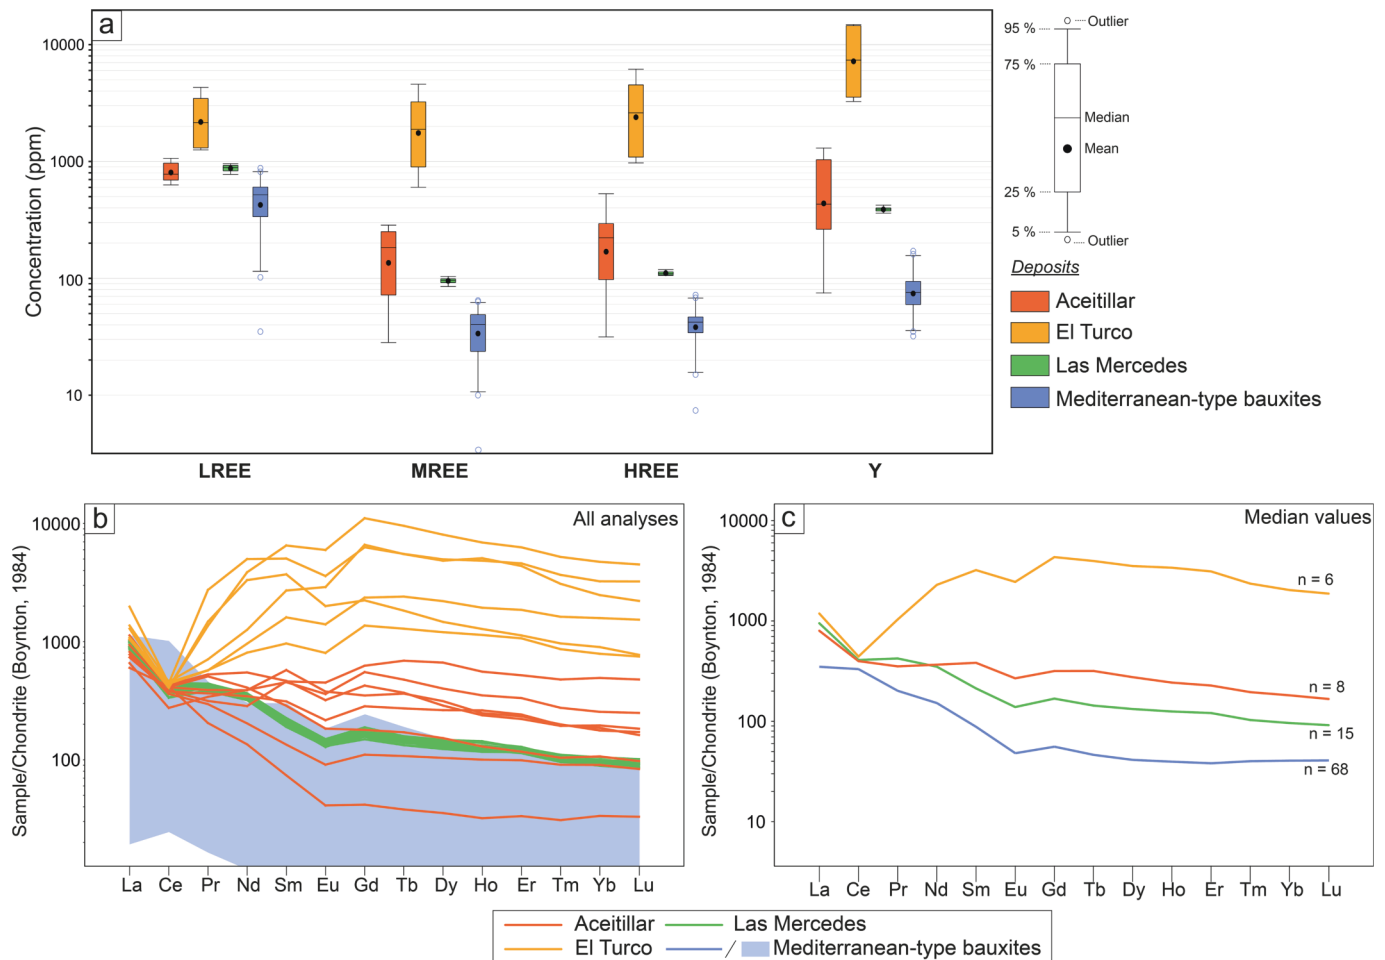 a
Concentration (ppm)
10000
1000
100
10
LREE MREE HREE Y
Outlier
95 %
75 %
Median
Mean
25 %
5 %
Outlier
Deposits
Aceitillar
El Turco
Las Mercedes
Mediterranean-type bauxites
b
All analyses
Sample/Chondrite (Boynton, 1984)
10000
1000
100
La Ce Pr Nd Sm Eu Gd Tb Dy Ho Er Tm Yb Lu
c
Median values
Sample/Chondrite (Boynton, 1984)
10000
1000
100
10
n = 6
n = 8
n = 15
n = 68
La Ce Pr Nd Sm Eu Gd Tb Dy Ho Er Tm Yb Lu
Aceitillar Las Mercedes
El Turco / Mediterranean-type bauxites